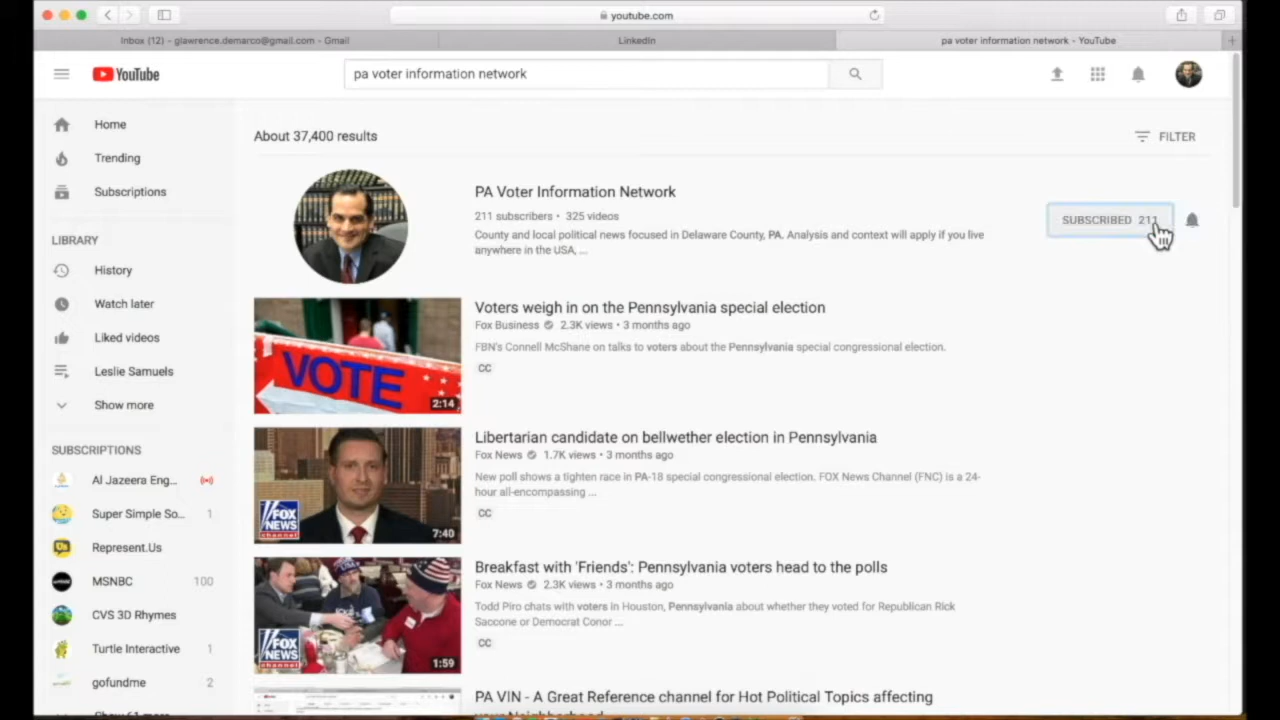 youtube.com
Inbox (12) - glawrence.demarco@gmail.com - Gmail
LinkedIn
pa voter information network - YouTube
YouTube
pa voter information network
Home
Trending
Subscriptions
LIBRARY
History
Watch later
Liked videos
Leslie Samuels
Show more
SUBSCRIPTIONS
Al Jazeera Eng...
Super Simple So... 1
Represent.Us
MSNBC 100
CVS 3D Rhymes
Turtle Interactive 1
gofundme 2
About 37,400 results
FILTER
PA Voter Information Network
211 subscribers • 325 videos
County and local political news focused in Delaware County, PA. Analysis and context will apply if you live
anywhere in the USA, ...
SUBSCRIBED 211
Voters weigh in on the Pennsylvania special election
Fox Business 2.3K views • 3 months ago
FBN's Connell McShane on talks to voters about the Pennsylvania special congressional election.
CC
VOTE
2:14
Libertarian candidate on bellwether election in Pennsylvania
Fox News 1.7K views • 3 months ago
New poll shows a tighten race in PA-18 special congressional election. FOX News Channel (FNC) is a 24-
hour all-encompassing ...
CC
FOX
NEWS
channel
7:40
Breakfast with 'Friends': Pennsylvania voters head to the polls
Fox News 2.3K views • 3 months ago
Todd Piro chats with voters in Houston, Pennsylvania about whether they voted for Republican Rick
Saccone or Democrat Conor ...
CC
FOX
NEWS
channel
1:59
PA VIN - A Great Reference channel for Hot Political Topics affecting